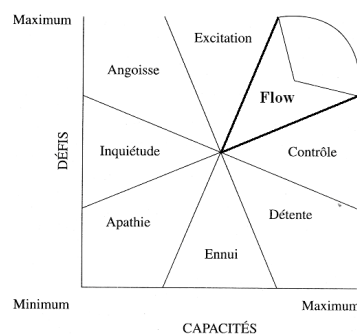 Maximum
Excitation
Angoisse
Flow
DÉFIS
Inquiétude
Contrôle
Apathie
Détente
Ennui
Minimum
Maximum
CAPACITÉS